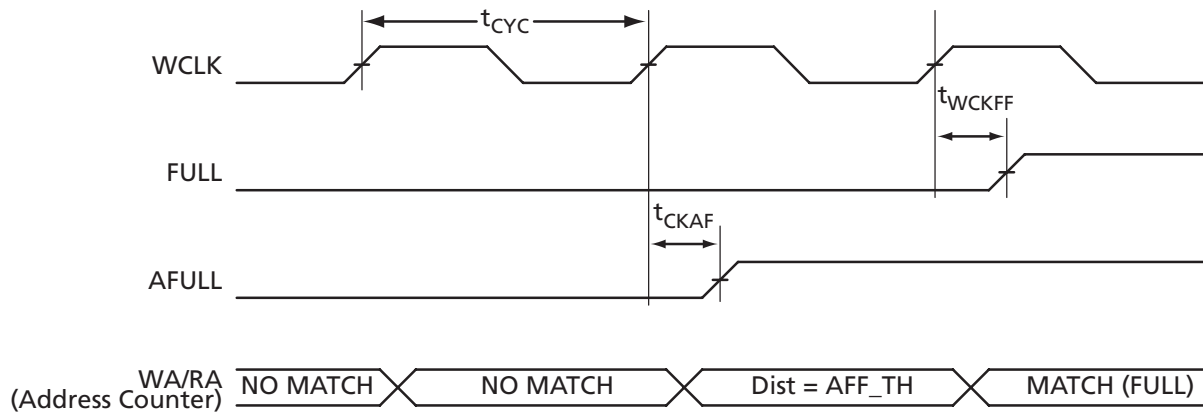 tCYC
WCLK
tWCKFF
FULL
tCKAF
AFULL
WA/RA
(Address Counter)
NO MATCH
NO MATCH
Dist = AFF_TH
MATCH (FULL)